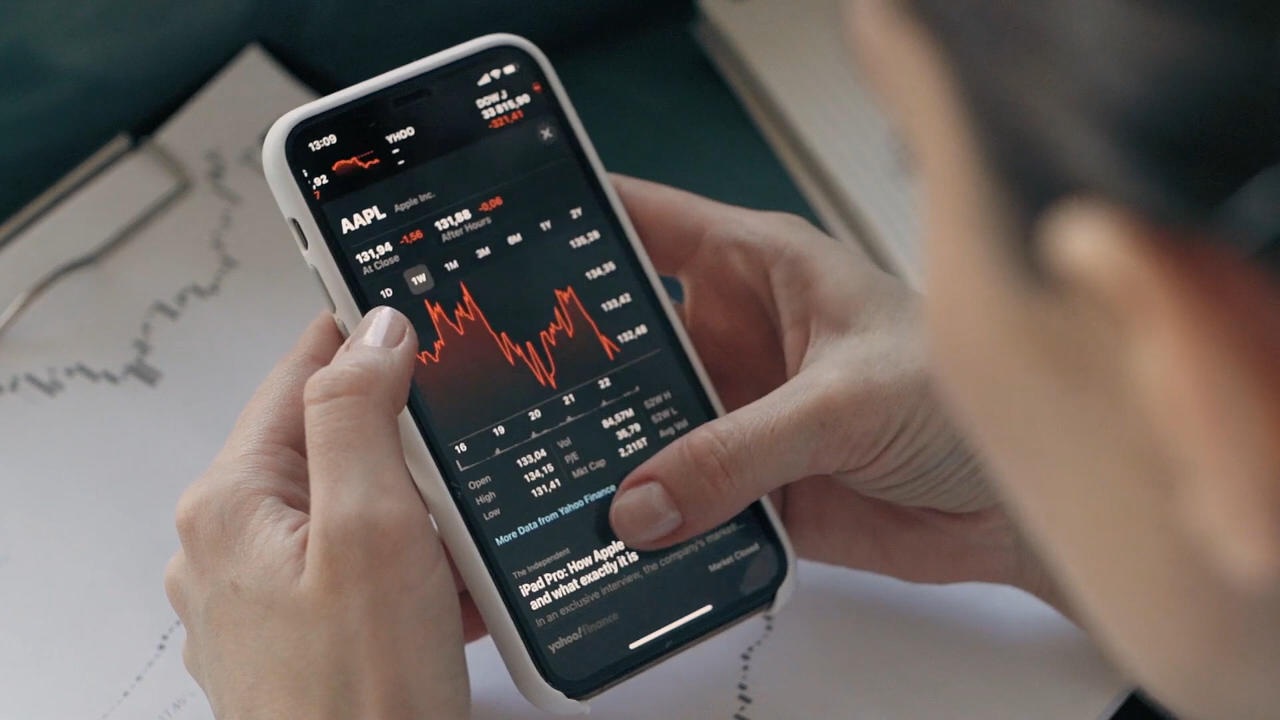 13:09
YHOO
DOW J
33 815,90
-321,41
,92
AAPL Apple Inc.
131,94 -1,56 131,88 -0,06
At Close After Hours
1D 1W 1M 3M 6M 1Y 2Y
135,28
134,35
133,42
132,48
16 19 20 21 22
Open 133,04 Vol 84,57M 52W H
High 134,15 P/E 35,79 52W L
Low 131,41 Mkt Cap 2,215T Avg Vol
More Data from Yahoo Finance
The Independent
iPad Pro: How Apple
and what exactly it is
In an exclusive interview, the company's market...
yahoo/finance Market Closed